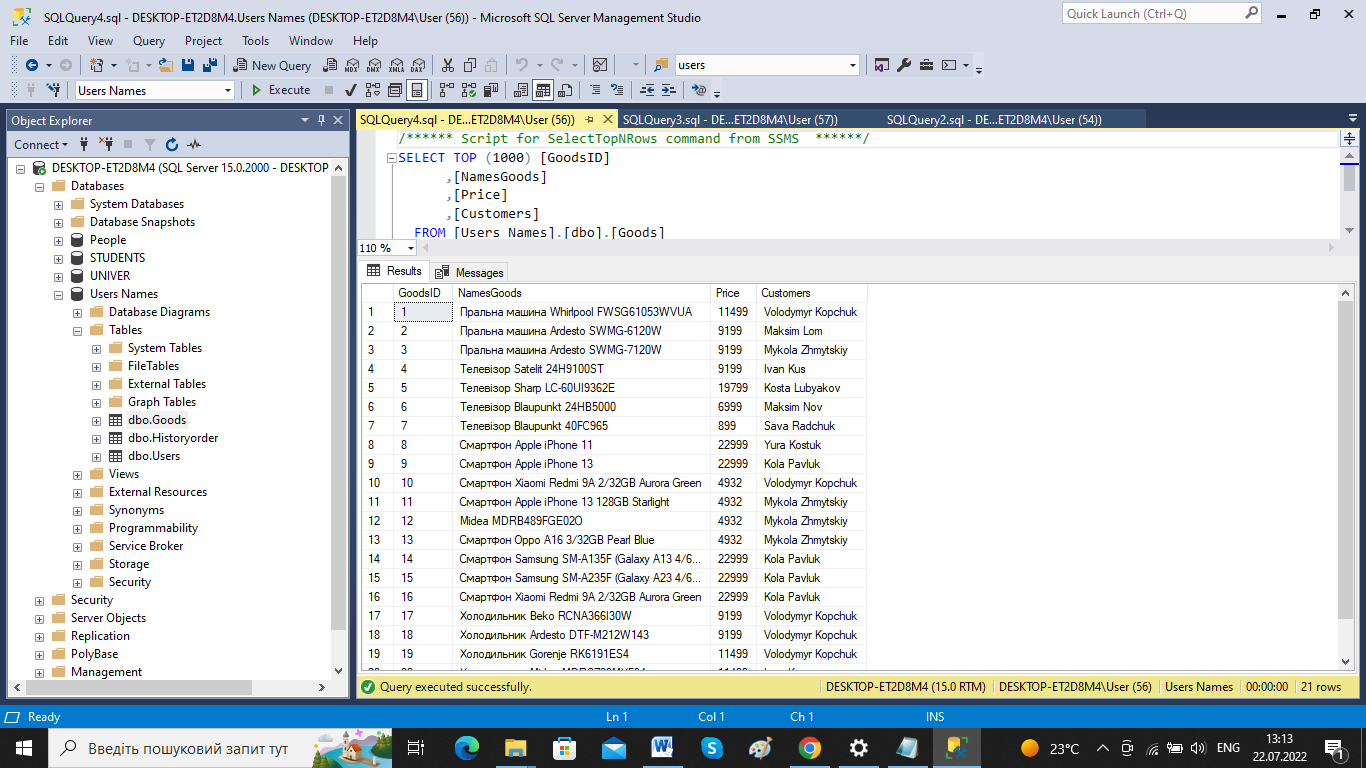 SQLQuery4.sql - DESKTOP-ET2D8M4.Users Names (DESKTOP-ET2D8M4\User (56)) - Microsoft SQL Server Management Studio
Quick Launch (Ctrl+Q)
File Edit View Query Project Tools Window Help
New Query MDX DMX XMLA DAX users
Users Names Execute
Object Explorer
Connect
DESKTOP-ET2D8M4 (SQL Server 15.0.2000 - DESKTOP
Databases
System Databases
Database Snapshots
People
STUDENTS
UNIVER
Users Names
Database Diagrams
Tables
System Tables
FileTables
External Tables
Graph Tables
dbo.Goods
dbo.Historyorder
dbo.Users
Views
External Resources
Synonyms
Programmability
Service Broker
Storage
Security
Security
Server Objects
Replication
PolyBase
Management
SQLQuery4.sql - DE...ET2D8M4\User (56)) SQLQuery3.sql - DE...ET2D8M4\User (57)) SQLQuery2.sql - DE...ET2D8M4\User (54))
/****** Script for SelectTopNRows command from SSMS ******/
SELECT TOP (1000) [GoodsID]
,[NamesGoods]
,[Price]
,[Customers]
FROM [Users Names].[dbo].[Goods]
110 %
Results Messages
GoodsID NamesGoods Price Customers
1 1 Пральна машина Whirlpool FWSG61053WVUA 11499 Volodymyr Kopchuk
2 2 Пральна машина Ardesto SWMG-6120W 9199 Maksim Lom
3 3 Пральна машина Ardesto SWMG-7120W 9199 Mykola Zhmytskiy
4 4 Телевізор Satelit 24H9100ST 9199 Ivan Kus
5 5 Телевізор Sharp LC-60UI9362E 19799 Kosta Lubyakov
6 6 Телевізор Blaupunkt 24HB5000 6999 Maksim Nov
7 7 Телевізор Blaupunkt 40FC965 899 Sava Radchuk
8 8 Смартфон Apple iPhone 11 22999 Yura Kostuk
9 9 Смартфон Apple iPhone 13 22999 Kola Pavluk
10 10 Смартфон Xiaomi Redmi 9A 2/32GB Aurora Green 4932 Volodymyr Kopchuk
11 11 Смартфон Apple iPhone 13 128GB Starlight 4932 Mykola Zhmytskiy
12 12 Midea MDRB489FGE02O 4932 Mykola Zhmytskiy
13 13 Смартфон Oppo A16 3/32GB Pearl Blue 4932 Mykola Zhmytskiy
14 14 Смартфон Samsung SM-A135F (Galaxy A13 4/6... 22999 Kola Pavluk
15 15 Смартфон Samsung SM-A235F (Galaxy A23 4/6... 22999 Kola Pavluk
16 16 Смартфон Xiaomi Redmi 9A 2/32GB Aurora Green 22999 Kola Pavluk
17 17 Холодильник Beko RCNA366I30W 9199 Volodymyr Kopchuk
18 18 Холодильник Ardesto DTF-M212W143 9199 Volodymyr Kopchuk
19 19 Холодильник Gorenje RK6191ES4 11499 Volodymyr Kopchuk
Query executed successfully. DESKTOP-ET2D8M4 (15.0 RTM) DESKTOP-ET2D8M4\User (56) Users Names 00:00:00 21 rows
Ready Ln 1 Col 1 Ch 1 INS
Введіть пошуковий запит тут
23°C ENG
13:13
22.07.2022
1